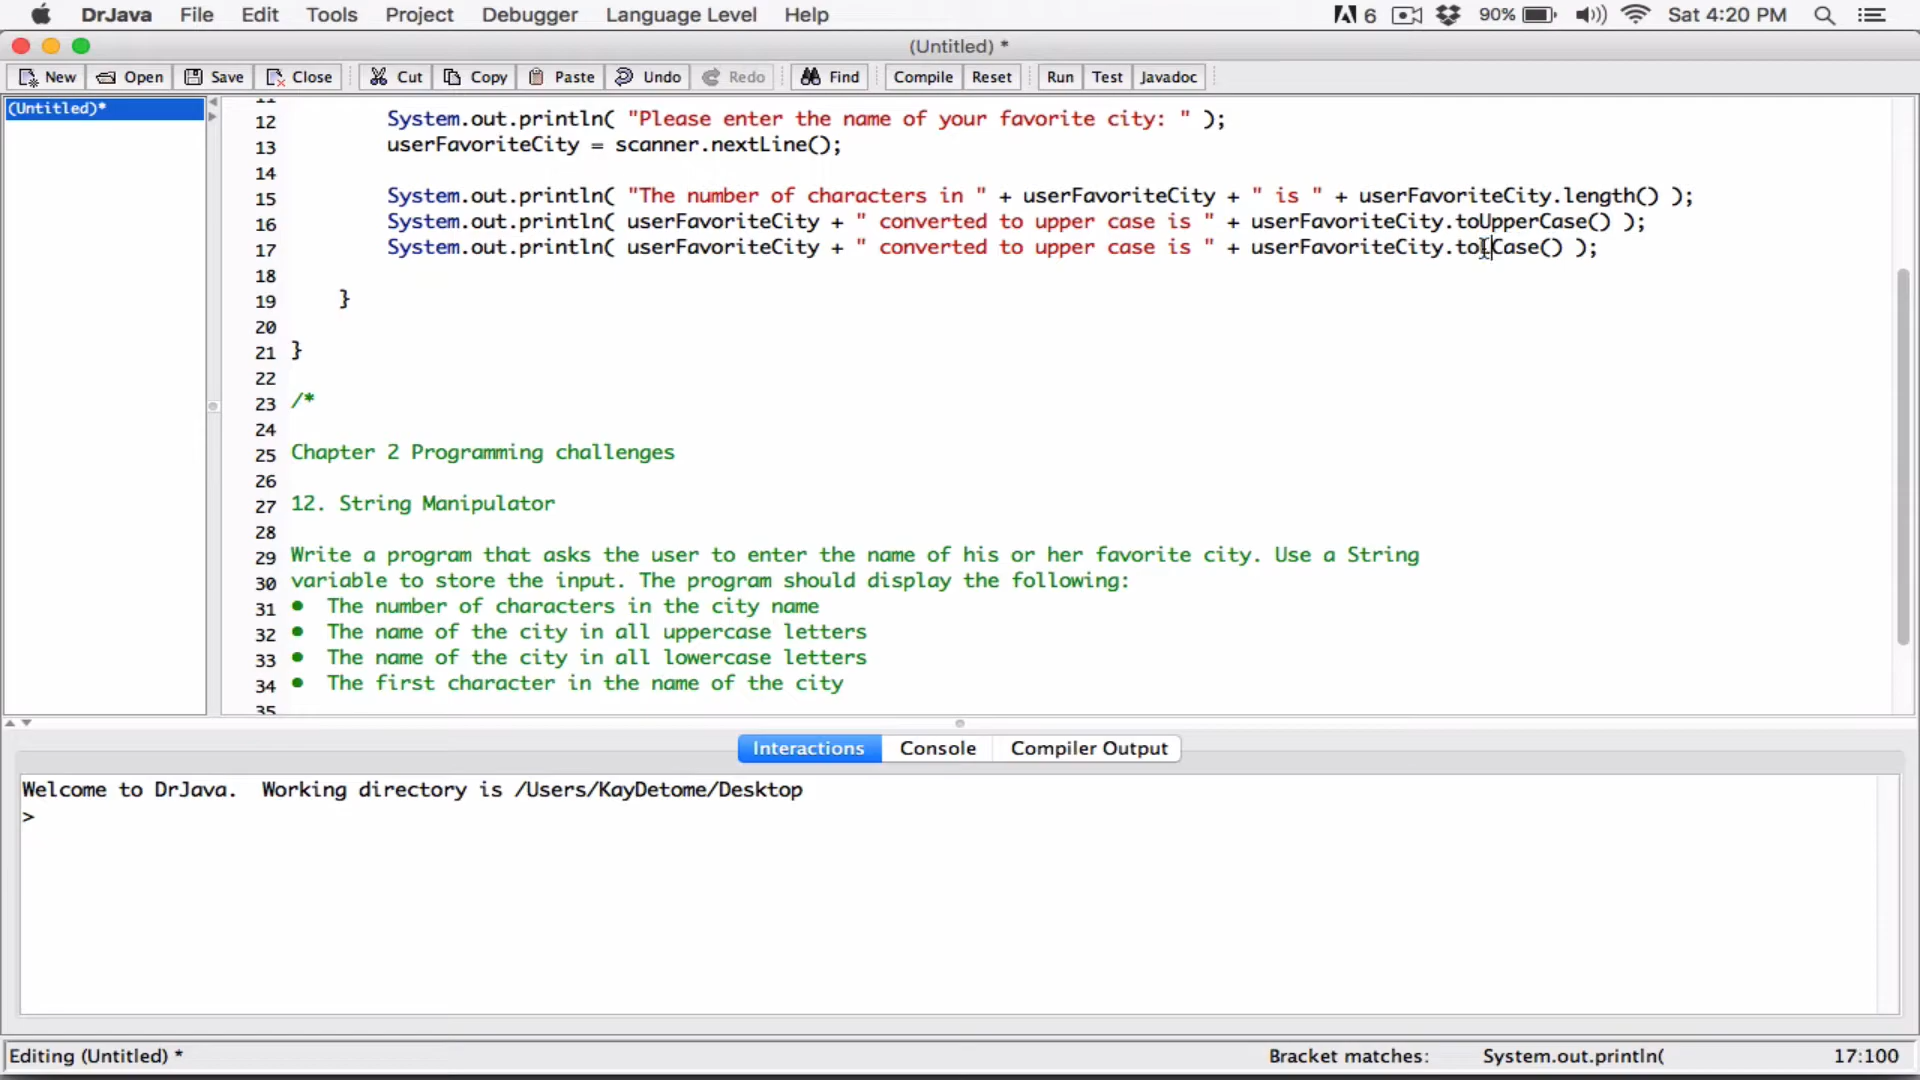 DrJava File Edit Tools Project Debugger Language Level Help 6 90% Sat 4:20 PM
(Untitled) *
New Open Save Close Cut Copy Paste Undo Redo Find Compile Reset Run Test Javadoc
(Untitled)*
12 System.out.println( "Please enter the name of your favorite city: " );
13 userFavoriteCity = scanner.nextLine();
14
15 System.out.println( "The number of characters in " + userFavoriteCity + " is " + userFavoriteCity.length() );
16 System.out.println( userFavoriteCity + " converted to upper case is " + userFavoriteCity.toUpperCase() );
17 System.out.println( userFavoriteCity + " converted to upper case is " + userFavoriteCity.toCase() );
18
19 }
20
21 }
22
23 /*
24
25 Chapter 2 Programming challenges
26
27 12. String Manipulator
28
29 Write a program that asks the user to enter the name of his or her favorite city. Use a String
30 variable to store the input. The program should display the following:
31 • The number of characters in the city name
32 • The name of the city in all uppercase letters
33 • The name of the city in all lowercase letters
34 • The first character in the name of the city
35
Interactions Console Compiler Output
Welcome to DrJava. Working directory is /Users/KayDetome/Desktop
>
Editing (Untitled) * Bracket matches: System.out.println( 17:100